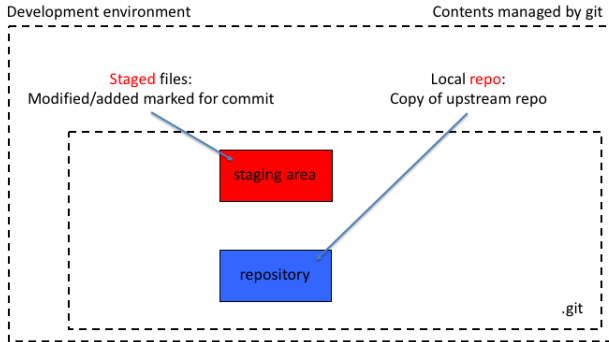 Development environment
Contents managed by git
Staged files:
Modified/added marked for commit
Local repo:
Copy of upstream repo
staging area
repository
.git